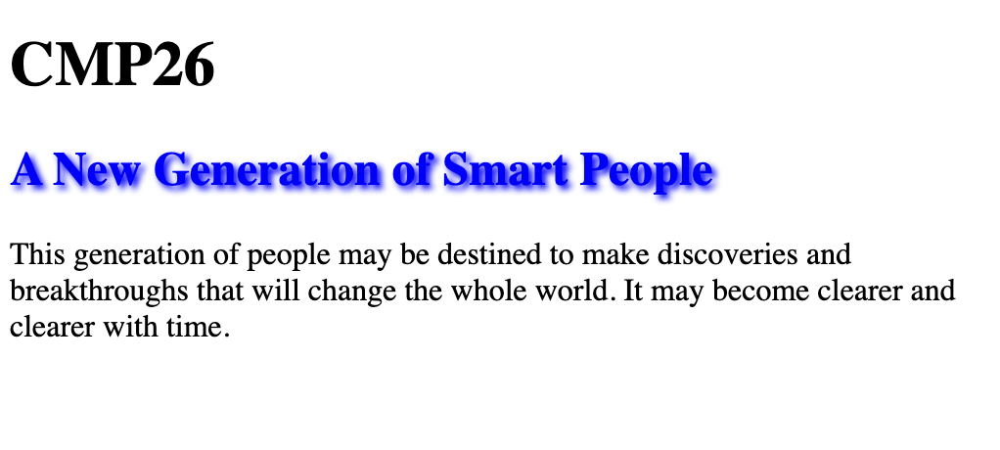 CMP26
A New Generation of Smart People
This generation of people may be destined to make discoveries and
breakthroughs that will change the whole world. It may become clearer and
clearer with time.